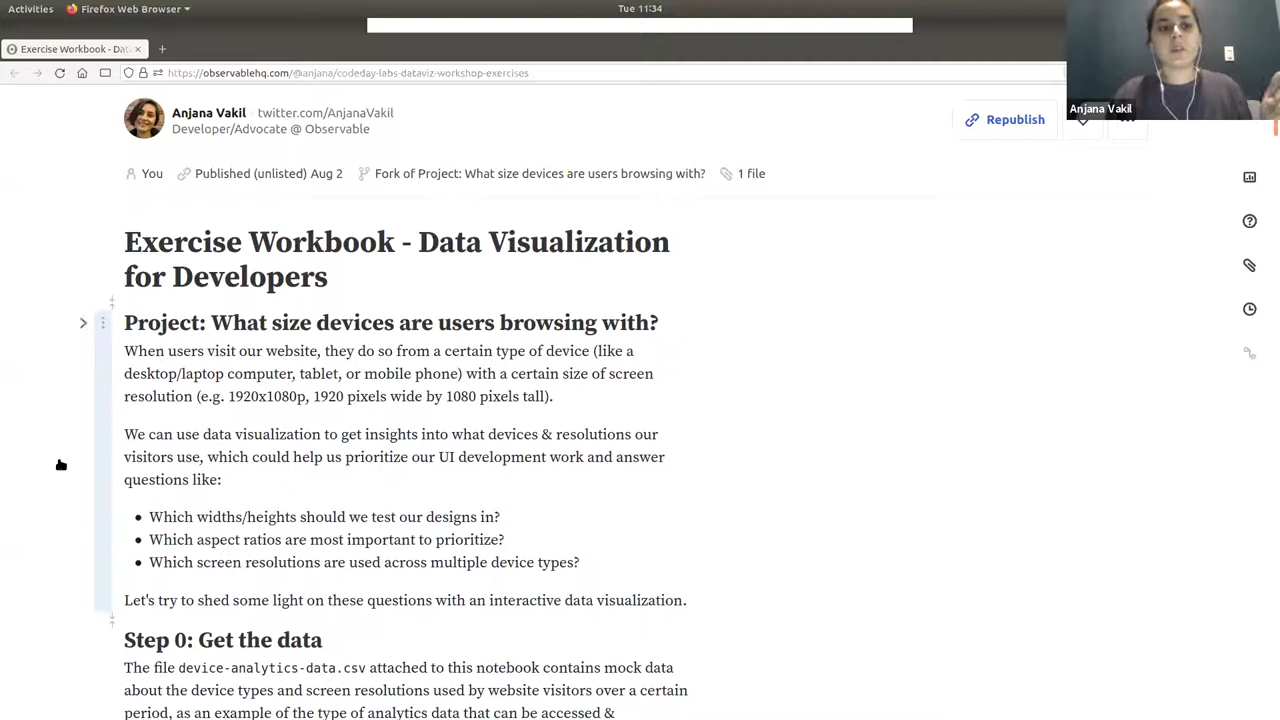 Activities
Firefox Web Browser
Tue 11:34
Exercise Workbook - Dat
https://observablehq.com/@anjana/codeday-labs-dataviz-workshop-exercises
Anjana Vakil
Anjana Vakil · twitter.com/AnjanaVakil
Developer/Advocate @ Observable
Republish
You
Published (unlisted) Aug 2
Fork of Project: What size devices are users browsing with?
1 file
Exercise Workbook - Data Visualization
for Developers
Project: What size devices are users browsing with?
When users visit our website, they do so from a certain type of device (like a
desktop/laptop computer, tablet, or mobile phone) with a certain size of screen
resolution (e.g. 1920x1080p, 1920 pixels wide by 1080 pixels tall).
We can use data visualization to get insights into what devices & resolutions our
visitors use, which could help us prioritize our UI development work and answer
questions like:
• Which widths/heights should we test our designs in?
• Which aspect ratios are most important to prioritize?
• Which screen resolutions are used across multiple device types?
Let's try to shed some light on these questions with an interactive data visualization.
Step 0: Get the data
The file device-analytics-data.csv attached to this notebook contains mock data
about the device types and screen resolutions used by website visitors over a certain
period, as an example of the type of analytics data that can be accessed &